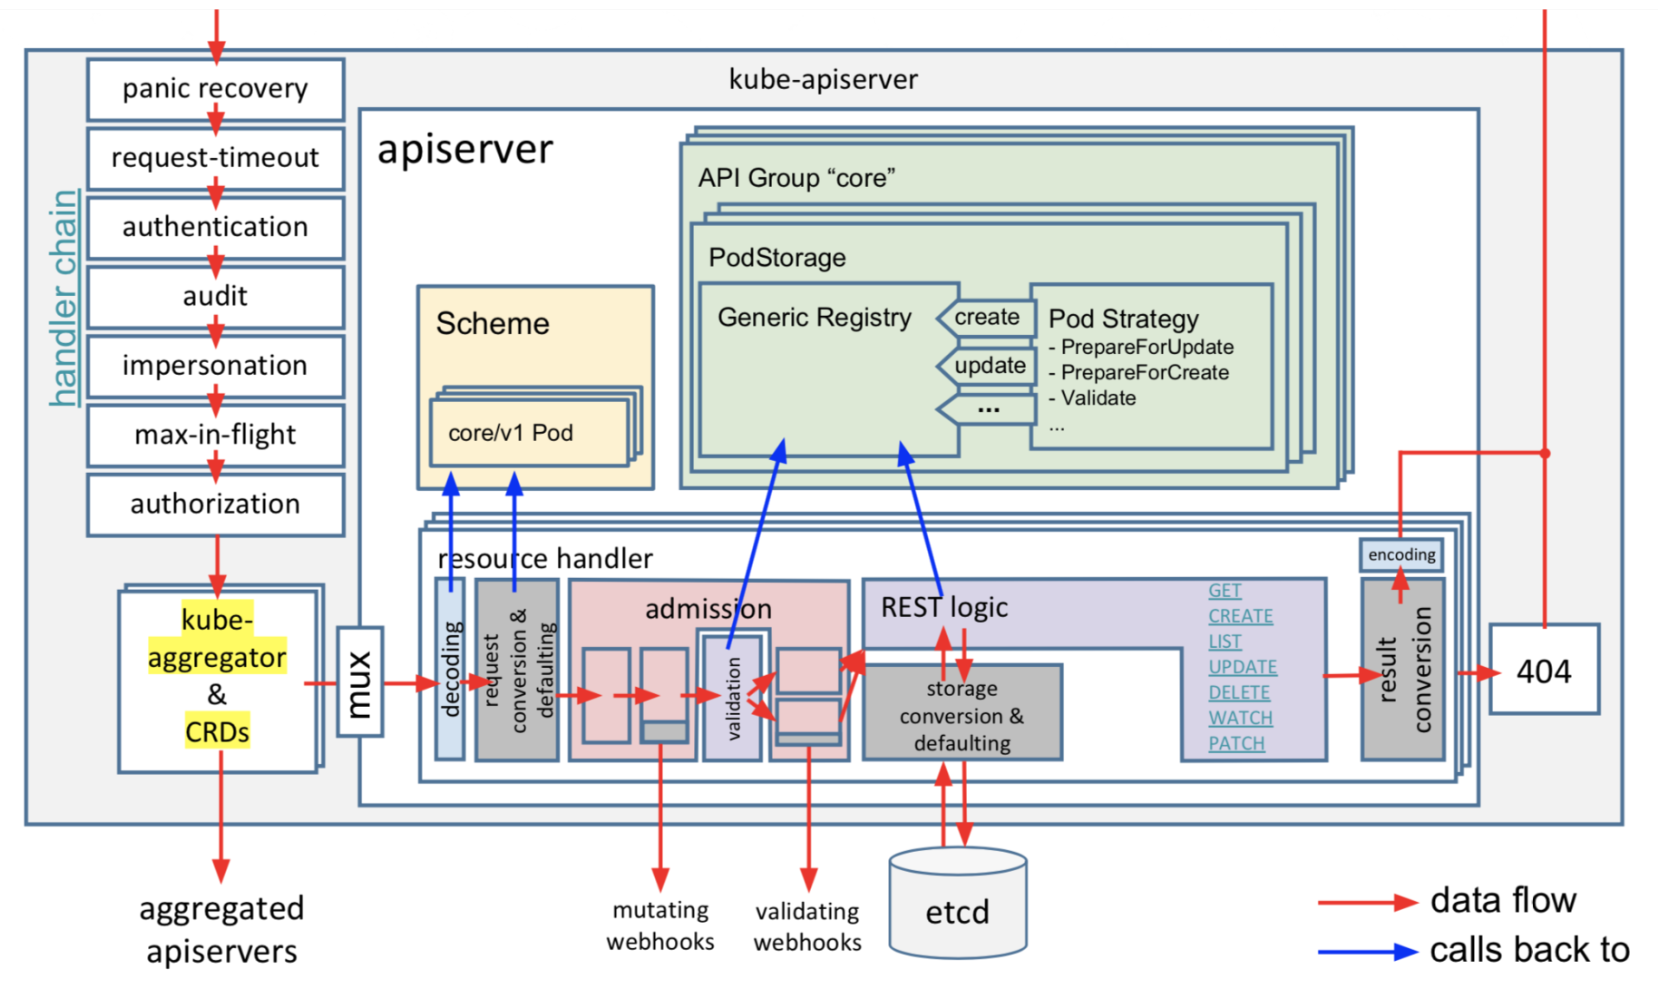 kube-apiserver
panic recovery
request-timeout
authentication
audit
impersonation
max-in-flight
authorization
handler chain
kube-
aggregator
&
CRDs
aggregated
apiservers
mux
apiserver
Scheme
core/v1 Pod
API Group “core”
PodStorage
Generic Registry
create
update
...
Pod Strategy
- PrepareForUpdate
- PrepareForCreate
- Validate
...
resource handler
decoding
request
conversion &
defaulting
admission
validation
mutating
webhooks
validating
webhooks
REST logic
storage
conversion &
defaulting
GET
CREATE
LIST
UPDATE
DELETE
WATCH
PATCH
etcd
encoding
result
conversion
404
data flow
calls back to